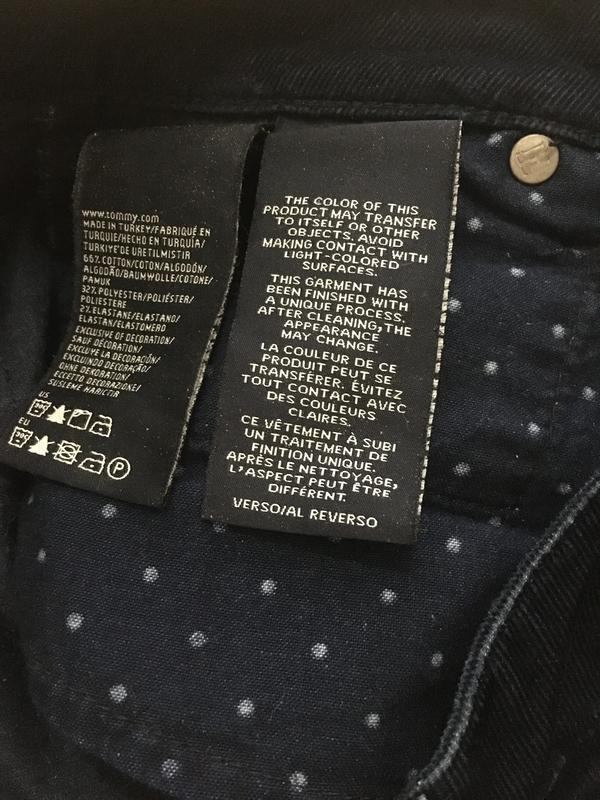 www.tommy.com
MADE IN TURKEY/FABRIQUÉ EN
TURQUIE/HECHO EN TURQUÍA/
TURKIYE'DE URETILMISTIR
66% COTTON/COTON/ALGODÓN/
ALGODÃO/BAUMWOLLE/COTONE/
PAMUK
32% POLYESTER/POLIÉSTER/
POLIESTERE
2% ELASTANE/ELASTANO/
ELASTAN/ELASTOMERO
EXCLUSIVE OF DECORATION/
SAUF DÉCORATION/
EXCLUYE LA DECORACIÓN/
EXCLUINDO DECORAÇÃO/
OHNE DEKORATION/
ECCETTO DECORAZIONE/
SUSLEME HARICTIR
US
EU
P
THE COLOR OF THIS
PRODUCT MAY TRANSFER
TO ITSELF OR OTHER
OBJECTS. AVOID
MAKING CONTACT WITH
LIGHT-COLORED
SURFACES.
THIS GARMENT HAS
BEEN FINISHED WITH
A UNIQUE PROCESS.
AFTER CLEANING, THE
APPEARANCE
MAY CHANGE.
LA COULEUR DE CE
PRODUIT PEUT SE
TRANSFÉRER. ÉVITEZ
TOUT CONTACT AVEC
DES COULEURS
CLAIRES.
CE VÊTEMENT À SUBI
UN TRAITEMENT DE
FINITION UNIQUE.
APRÈS LE NETTOYAGE,
L'ASPECT PEUT ÊTRE
DIFFÉRENT.
VERSO/AL REVERSO